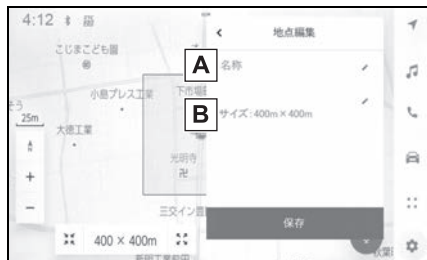 4:12
地点編集
こじまこども園
A
名称
小島プレス工業
下市場
B
サイズ:400m×400m
25m
大徳工業
光明寺
卍
三交イン豊
保存
400 × 400m